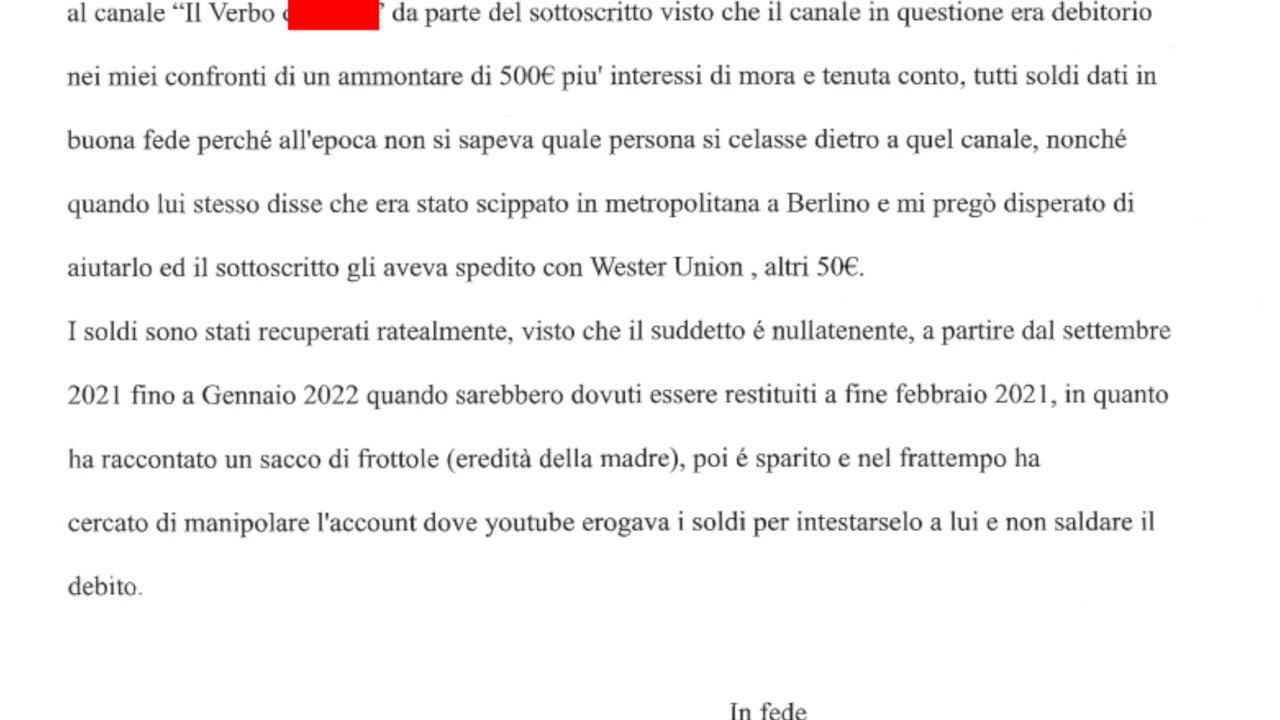 al canale “Il Verbo ’ da parte del sottoscritto visto che il canale in questione era debitorio
nei miei confronti di un ammontare di 500€ piu' interessi di mora e tenuta conto, tutti soldi dati in
buona fede perché all'epoca non si sapeva quale persona si celasse dietro a quel canale, nonché
quando lui stesso disse che era stato scippato in metropolitana a Berlino e mi pregò disperato di
aiutarlo ed il sottoscritto gli aveva spedito con Wester Union , altri 50€.
I soldi sono stati recuperati ratealmente, visto che il suddetto é nullatenente, a partire dal settembre
2021 fino a Gennaio 2022 quando sarebbero dovuti essere restituiti a fine febbraio 2021, in quanto
ha raccontato un sacco di frottole (eredità della madre), poi é sparito e nel frattempo ha
cercato di manipolare l'account dove youtube erogava i soldi per intestarselo a lui e non saldare il
debito.
In fede